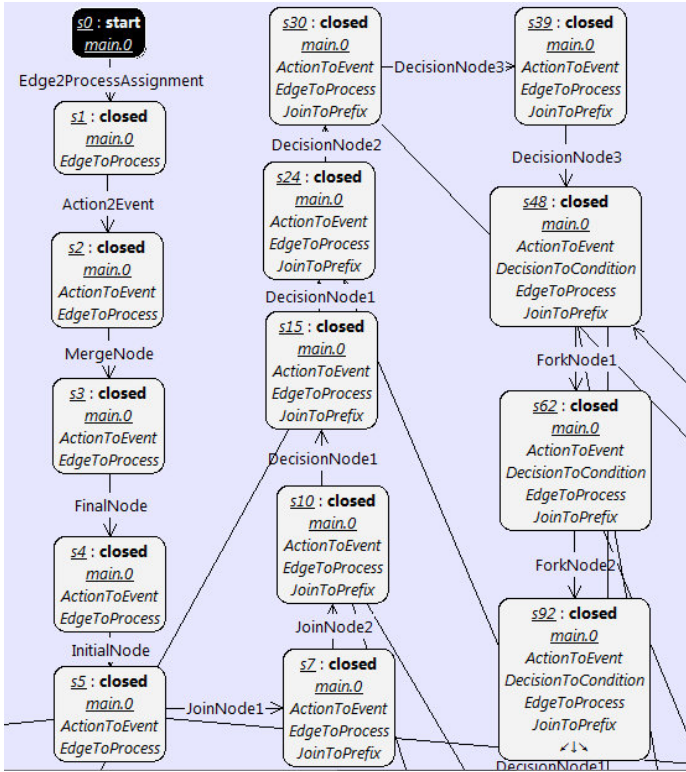 s0 : start
main.0
Edge2ProcessAssignment
s1 : closed
main.0
EdgeToProcess
Action2Event
s2 : closed
main.0
ActionToEvent
EdgeToProcess
MergeNode
s3 : closed
main.0
ActionToEvent
EdgeToProcess
FinalNode
s4 : closed
main.0
ActionToEvent
EdgeToProcess
InitialNode
s5 : closed
main.0
ActionToEvent
EdgeToProcess
JoinNode1
s7 : closed
main.0
ActionToEvent
EdgeToProcess
JoinToPrefix
JoinNode2
s10 : closed
main.0
ActionToEvent
EdgeToProcess
JoinToPrefix
DecisionNode1
s15 : closed
main.0
ActionToEvent
EdgeToProcess
JoinToPrefix
DecisionNode1
s24 : closed
main.0
ActionToEvent
EdgeToProcess
JoinToPrefix
DecisionNode2
s30 : closed
main.0
ActionToEvent
EdgeToProcess
JoinToPrefix
DecisionNode3
s39 : closed
main.0
ActionToEvent
EdgeToProcess
JoinToPrefix
DecisionNode3
s48 : closed
main.0
ActionToEvent
DecisionToCondition
EdgeToProcess
JoinToPrefix
ForkNode1
s62 : closed
main.0
ActionToEvent
DecisionToCondition
EdgeToProcess
JoinToPrefix
ForkNode2
s92 : closed
main.0
ActionToEvent
DecisionToCondition
EdgeToProcess
JoinToPrefix
DecisionNode1